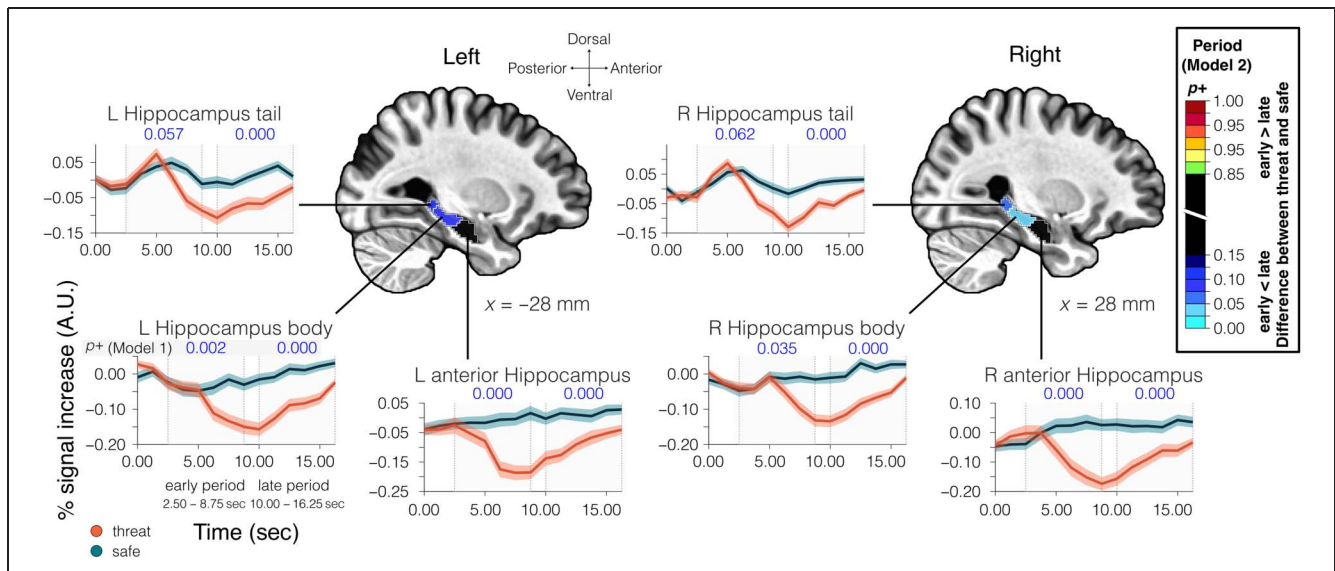 Left
Dorsal
Posterior
Anterior
Ventral
Right
Period
(Model 2)
p+
1.00
0.95
0.95
0.90
0.85
0.15
0.10
0.05
0.00
early > late
early < late
Difference between threat and safe
L Hippocampus tail
0.057 0.000
0.05
−0.05
−0.15
0.00 5.00 10.00 15.00
R Hippocampus tail
0.062 0.000
0.05
−0.05
−0.15
0.00 5.00 10.00 15.00
x = −28 mm
x = 28 mm
L Hippocampus body
p+ (Model 1) 0.002 0.000
0.00
−0.10
−0.20
0.00 5.00 10.00 15.00
early period late period
2.50 – 8.75 sec 10.00 – 16.25 sec
L anterior Hippocampus
0.000 0.000
0.05
−0.05
−0.15
−0.25
0.00 5.00 10.00 15.00
R Hippocampus body
0.035 0.000
0.00
−0.10
−0.20
0.00 5.00 10.00 15.00
R anterior Hippocampus
0.000 0.000
0.10
0.00
−0.10
−0.20
0.00 5.00 10.00 15.00
% signal increase (A.U.)
Time (sec)
threat
safe